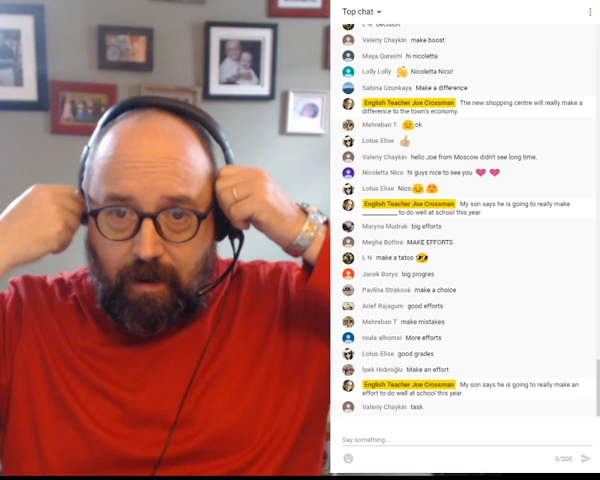 Top chat
L N decision
Valeriy Chaykin make boost
Maya Qureshi hi nicoletta
Lolly Lolly 👋 Nicoletta Nico!
Sabina Uzunkaya Make a difference
English Teacher Joe Crossman The new shopping centre will really make a
difference to the town's economy.
Mehreban T 😊 ok
Lotus Elise 👍
Valeriy Chaykin hello Joe from Moscow didn't see long time.
Nicoletta Nico hi guys nice to see you 💕 💕
Lotus Elise Nico 😊 🤗
English Teacher Joe Crossman My son says he is going to really make
____________ to do well at school this year.
Maryna Mudrak big efforts
Megha Bothra MAKE EFFORTS
L N make a tatoo 😎
Jacek Borys big progres
Pavlína Straková make a choice
Arief Rajagum good efforts
Mehreban T make mistakes
roula alhomsi More efforts
Lotus Elise good grades
İpek Hıdıroğlu Make an effort
English Teacher Joe Crossman My son says he is going to really make an
effort to do well at school this year.
Valeriy Chaykin task
Say something...
0/200